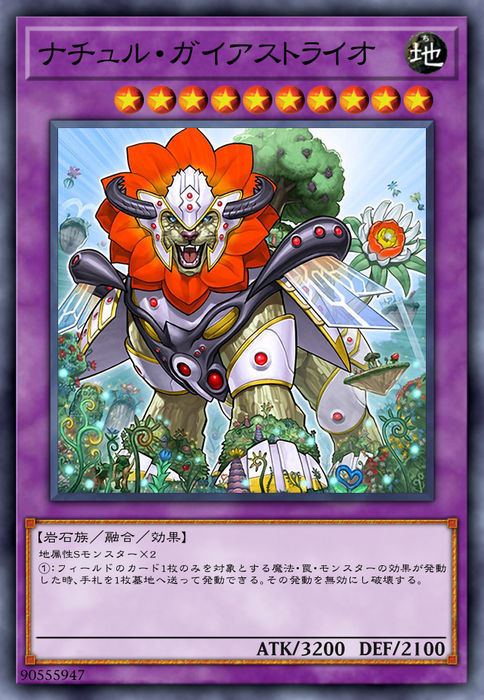 ナチュル・ガイアストライオ
ち
地
【岩石族／融合／効果】
地属性Sモンスター×2
①:フィールドのカード1枚のみを対象とする魔法・罠・モンスターの効果が発動
した時、手札を1枚墓地へ送って発動できる。その発動を無効にし破壊する。
ATK/3200 DEF/2100
90555947